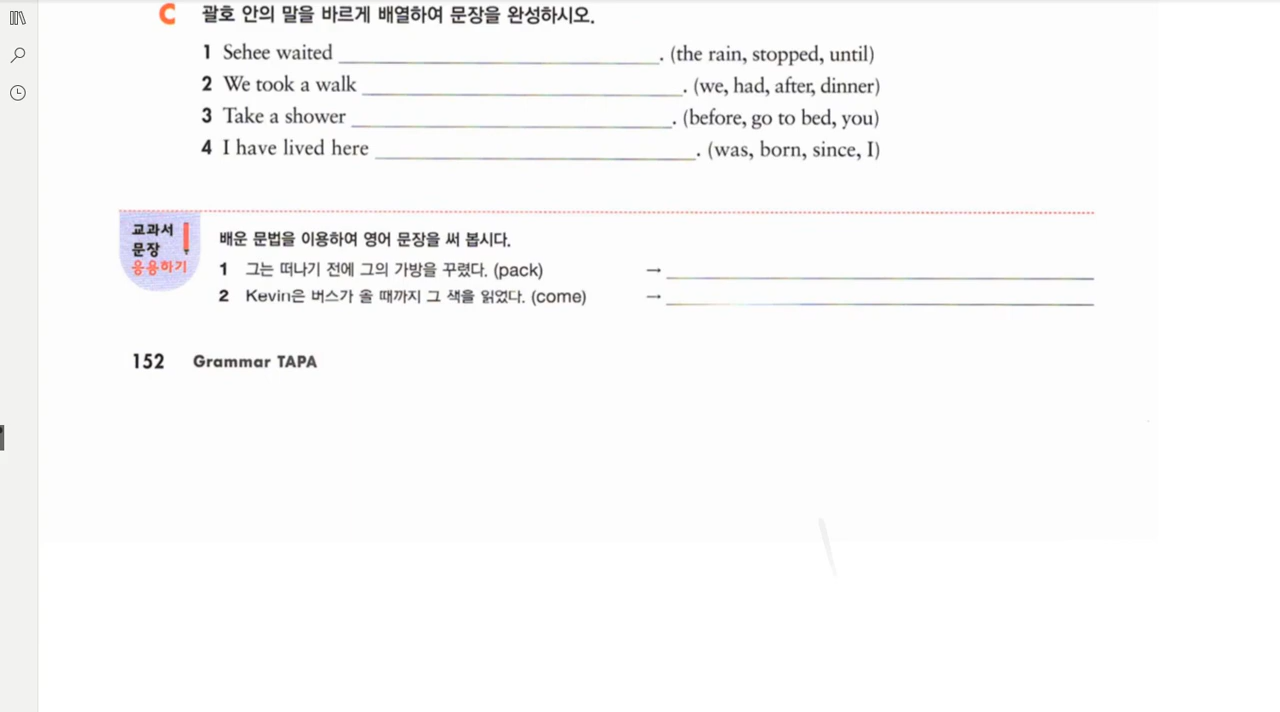 C 괄호 안의 말을 바르게 배열하여 문장을 완성하시오.
1 Sehee waited ______. (the rain, stopped, until)
2 We took a walk ______. (we, had, after, dinner)
3 Take a shower ______. (before, go to bed, you)
4 I have lived here ______. (was, born, since, I)
교과서
문장
응용하기
배운 문법을 이용하여 영어 문장을 써 봅시다.
1 그는 떠나기 전에 그의 가방을 꾸렸다. (pack) → ______
2 Kevin은 버스가 올 때까지 그 책을 읽었다. (come) → ______
152 Grammar TAPA